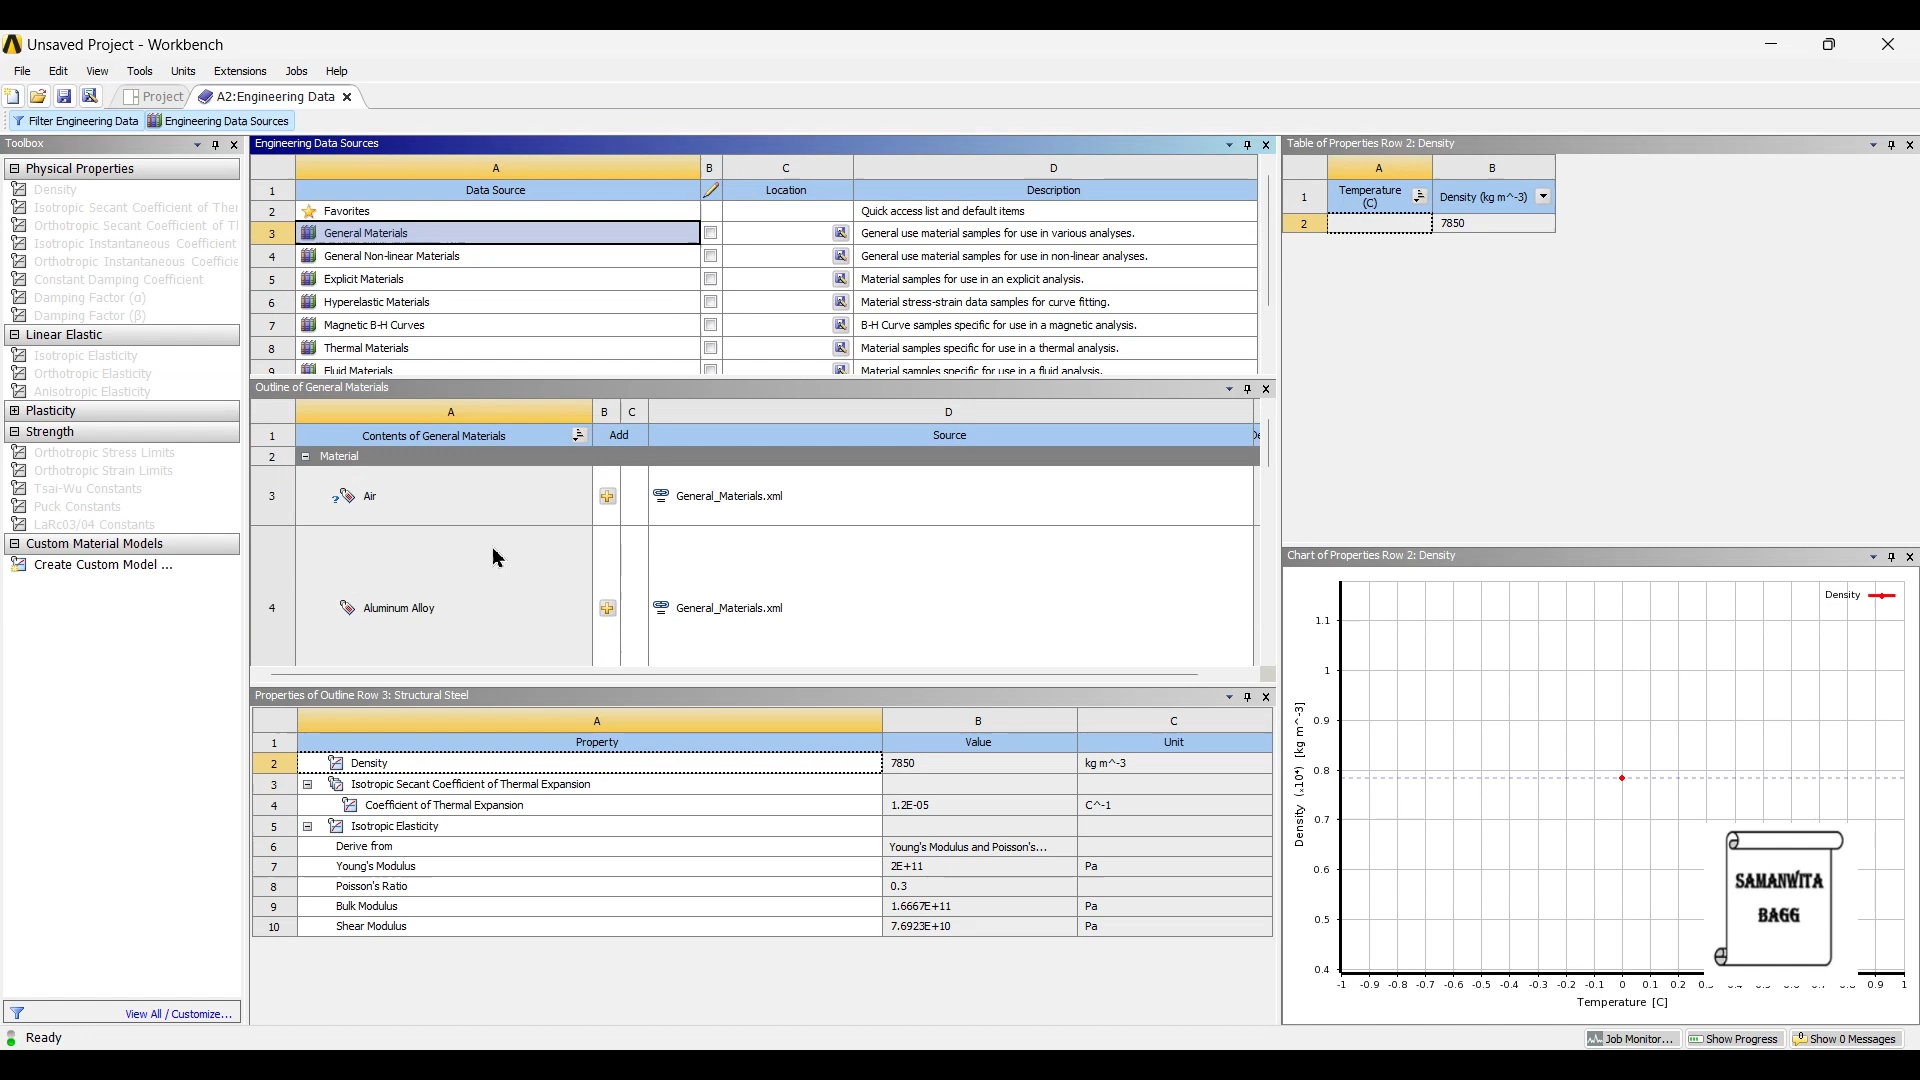 Unsaved Project - Workbench
File Edit View Tools Units Extensions Jobs Help
Project A2:Engineering Data
Filter Engineering Data Engineering Data Sources
Toolbox
Physical Properties
Density
Isotropic Secant Coefficient of Ther
Orthotropic Secant Coefficient of T
Isotropic Instantaneous Coefficient
Orthotropic Instantaneous Coefficie
Constant Damping Coefficient
Damping Factor (α)
Damping Factor (β)
Linear Elastic
Isotropic Elasticity
Orthotropic Elasticity
Anisotropic Elasticity
Plasticity
Strength
Orthotropic Stress Limits
Orthotropic Strain Limits
Tsai-Wu Constants
Puck Constants
LaRc03/04 Constants
Custom Material Models
Create Custom Model ...
View All / Customize...
Engineering Data Sources
A B C D
1 Data Source Location Description
2 Favorites Quick access list and default items
3 General Materials General use material samples for use in various analyses.
4 General Non-linear Materials General use material samples for use in non-linear analyses.
5 Explicit Materials Material samples for use in an explicit analysis.
6 Hyperelastic Materials Material stress-strain data samples for curve fitting.
7 Magnetic B-H Curves B-H Curve samples specific for use in a magnetic analysis.
8 Thermal Materials Material samples specific for use in a thermal analysis.
9 Fluid Materials Material samples specific for use in a fluid analysis.
Outline of General Materials
A B C D
1 Contents of General Materials Add Source De
2 Material
3 ? Air General_Materials.xml
4 Aluminum Alloy General_Materials.xml
Properties of Outline Row 3: Structural Steel
A B C
1 Property Value Unit
2 Density 7850 kg m^-3
3 Isotropic Secant Coefficient of Thermal Expansion
4 Coefficient of Thermal Expansion 1.2E-05 C^-1
5 Isotropic Elasticity
6 Derive from Young's Modulus and Poisson's...
7 Young's Modulus 2E+11 Pa
8 Poisson's Ratio 0.3
9 Bulk Modulus 1.6667E+11 Pa
10 Shear Modulus 7.6923E+10 Pa
Table of Properties Row 2: Density
A B
1 Temperature (C) Density (kg m^-3)
2 7850
Chart of Properties Row 2: Density
Density
1.1
1
0.9
0.8
0.7
0.6
0.5
0.4
Density (×10⁴) [kg m^-3]
-1 -0.9 -0.8 -0.7 -0.6 -0.5 -0.4 -0.3 -0.2 -0.1 0 0.1 0.2 0.9 1
Temperature [C]
SAMANWITA
BAGG
Ready
Job Monitor... Show Progress Show 0 Messages